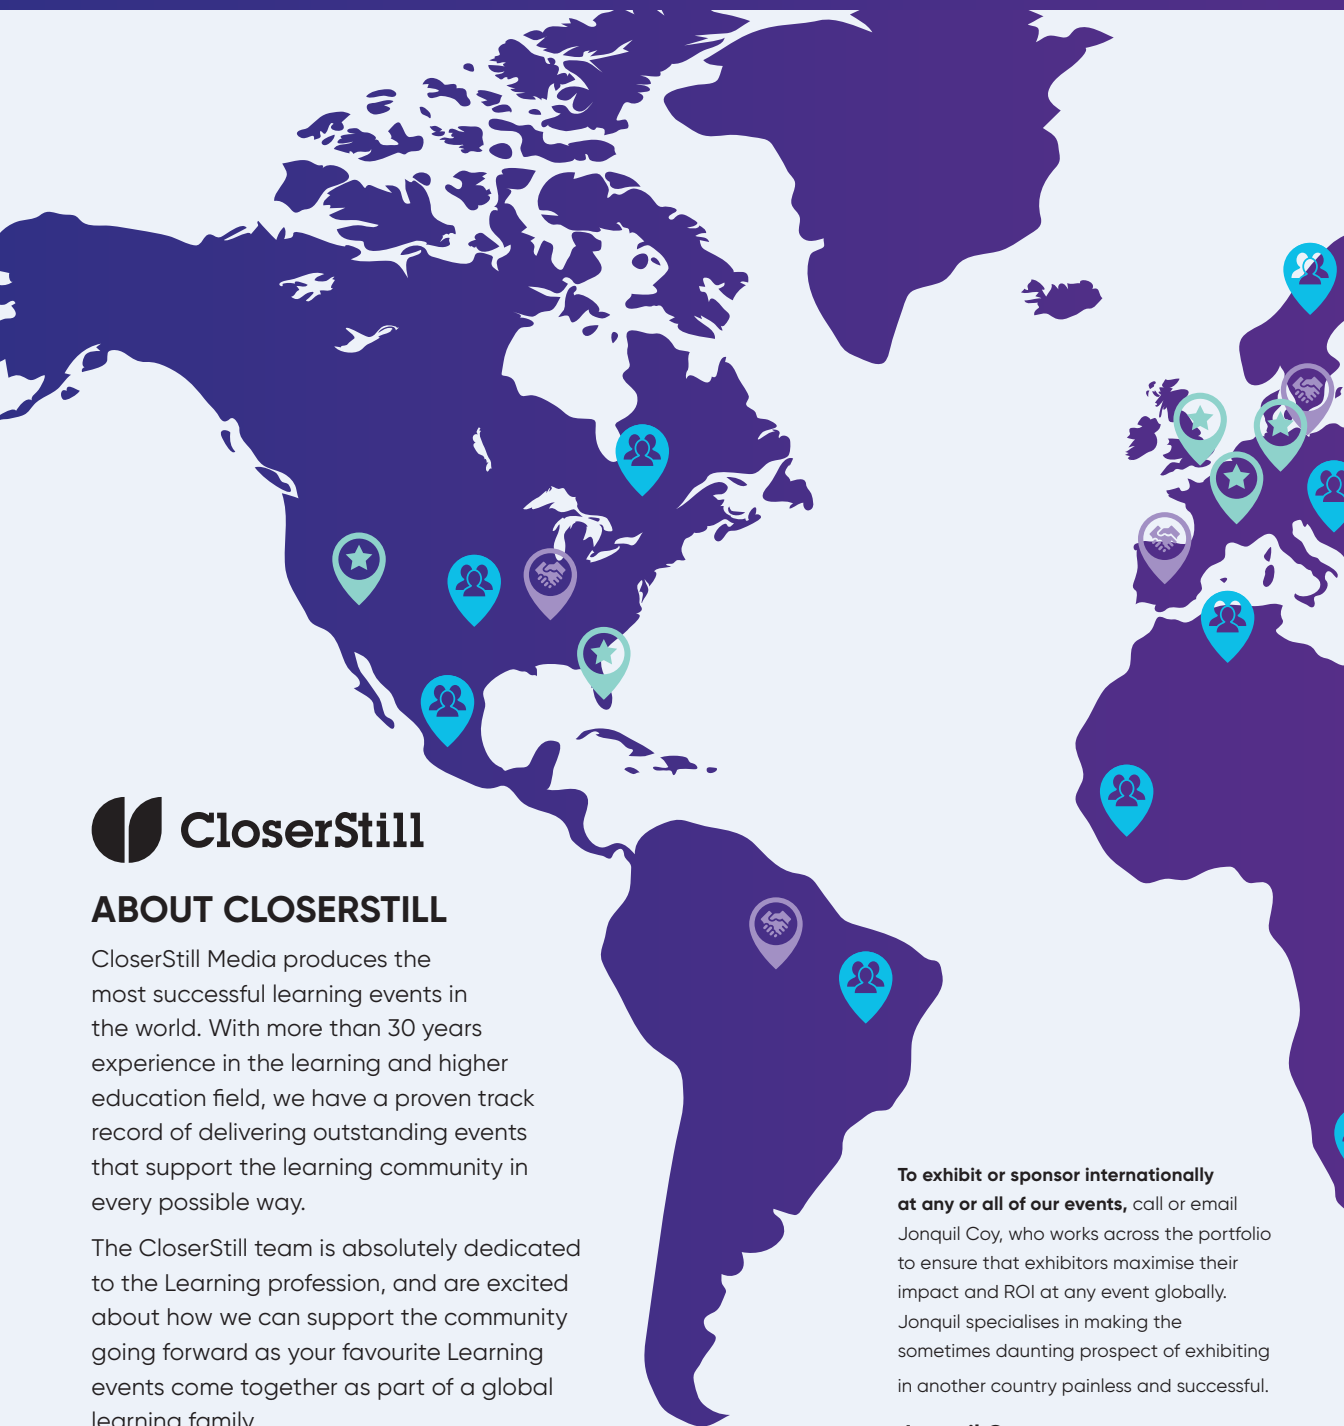 CloserStill
ABOUT CLOSERSTILL
CloserStill Media produces the
most successful learning events in
the world. With more than 30 years
experience in the learning and higher
education field, we have a proven track
record of delivering outstanding events
that support the learning community in
every possible way.
The CloserStill team is absolutely dedicated
to the Learning profession, and are excited
about how we can support the community
going forward as your favourite Learning
events come together as part of a global
learning family
To exhibit or sponsor internationally
at any or all of our events, call or email
Jonquil Coy, who works across the portfolio
to ensure that exhibitors maximise their
impact and ROI at any event globally.
Jonquil specialises in making the
sometimes daunting prospect of exhibiting
in another country painless and successful.